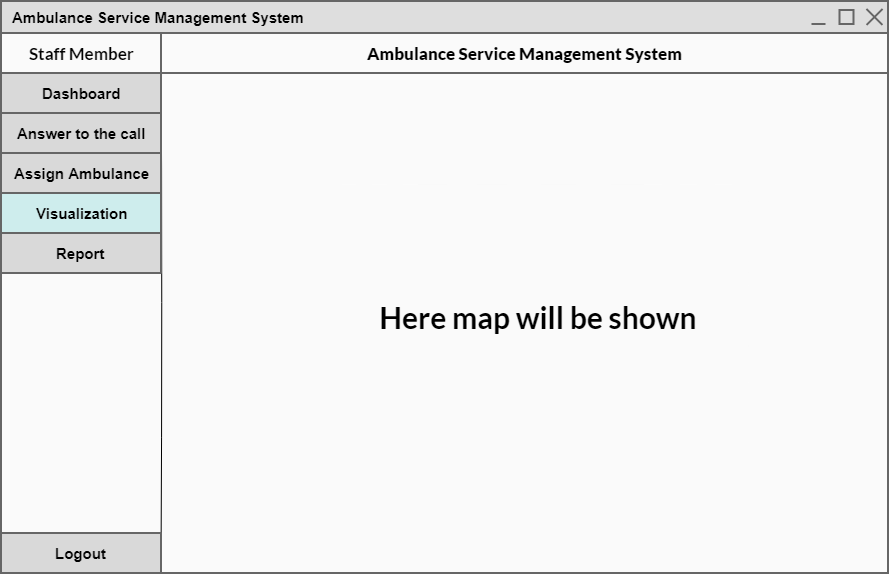 Ambulance Service Management System
Staff Member
Ambulance Service Management System
Dashboard
Answer to the call
Assign Ambulance
Visualization
Report
Here map will be shown
Logout